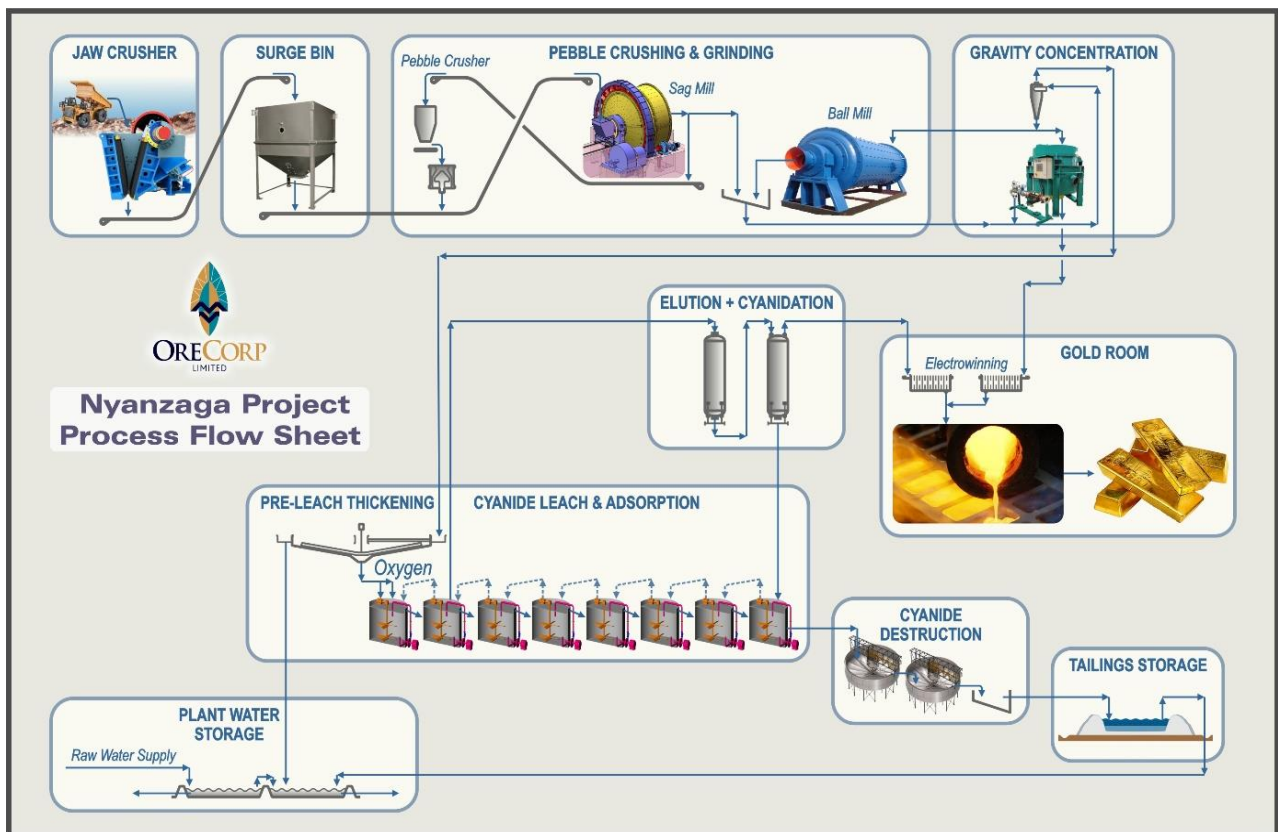 JAW CRUSHER
SURGE BIN
PEBBLE CRUSHING & GRINDING
Pebble Crusher
Sag Mill
Ball Mill
GRAVITY CONCENTRATION
ORECORP
LIMITED
Nyanzaga Project
Process Flow Sheet
ELUTION + CYANIDATION
GOLD ROOM
Electrowinning
PRE-LEACH THICKENING
CYANIDE LEACH & ADSORPTION
Oxygen
CYANIDE
DESTRUCTION
TAILINGS STORAGE
PLANT WATER
STORAGE
Raw Water Supply